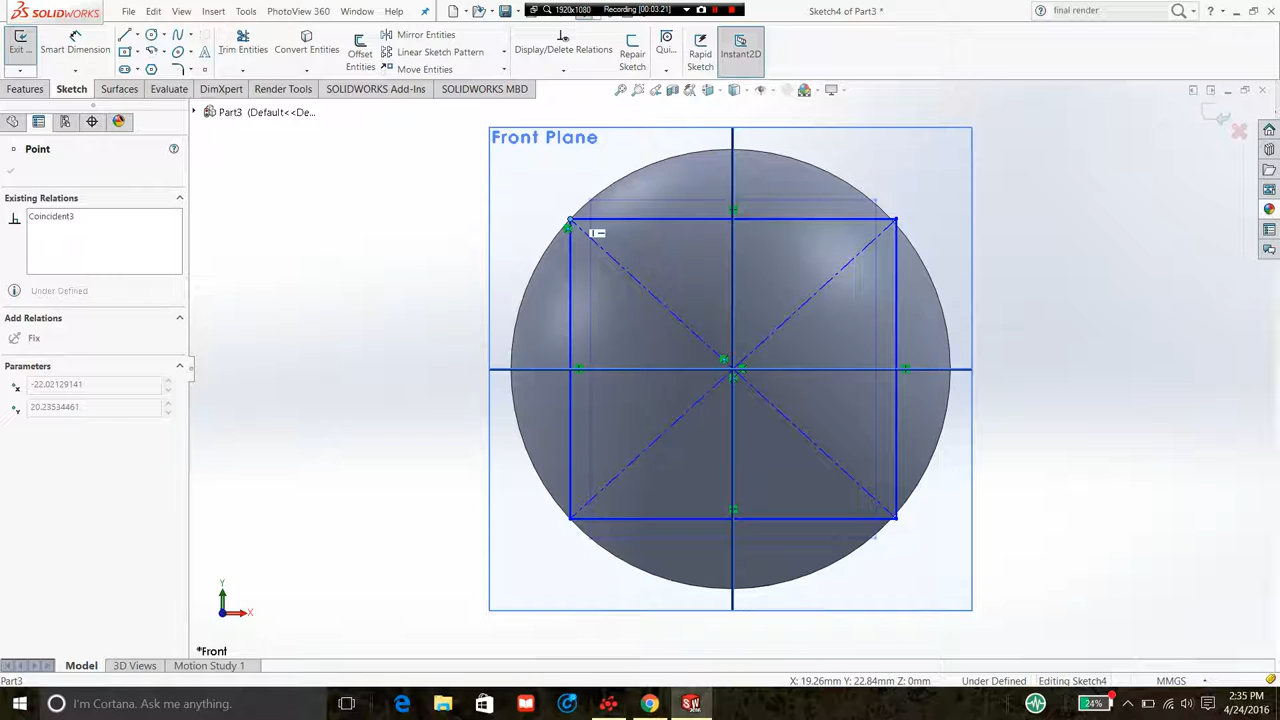 SOLIDWORKS
File
Edit
View
Insert
Tools
Simulation
PhotoView 360
Window
Help
1920x1080
Recording [00:03:21]
Sketch4 of Part3 *
final render
Smart Dimension
Trim Entities
Convert Entities
Offset
Entities
Mirror Entities
Linear Sketch Pattern
Move Entities
Display/Delete Relations
Repair
Sketch
Qui...
Rapid
Sketch
Instant2D
Features
Sketch
Surfaces
Evaluate
DimXpert
Render Tools
SOLIDWORKS Add-Ins
SOLIDWORKS MBD
Part3 (Default<<De...
Point
Existing Relations
Coincident3
Under Defined
Add Relations
Fix
Parameters
-22.02129141
20.23534461
Front Plane
Y
X
*Front
Model
3D Views
Motion Study 1
Part3
X: 19.26mm Y: 22.84mm Z: 0mm
Under Defined
Editing Sketch4
MMGS
I'm Cortana. Ask me anything.
24%
2:35 PM
4/24/2016